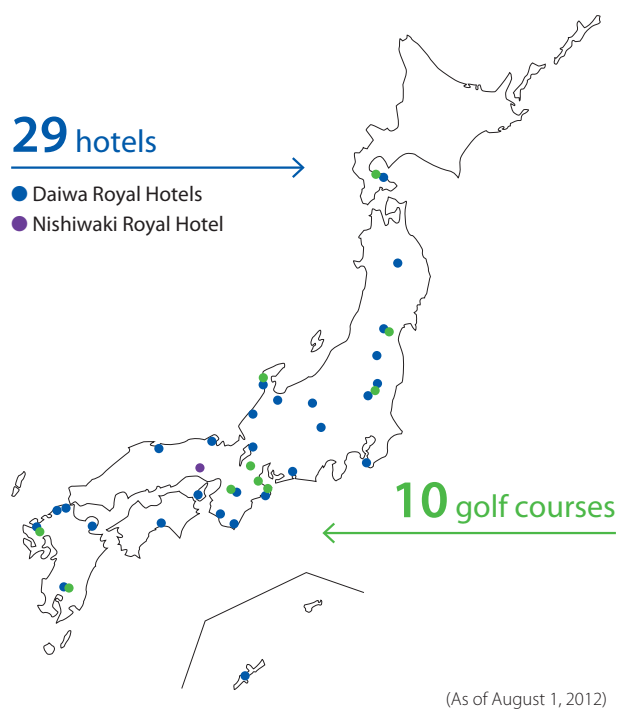 29 hotels
Daiwa Royal Hotels
Nishiwaki Royal Hotel
10 golf courses
(As of August 1, 2012)